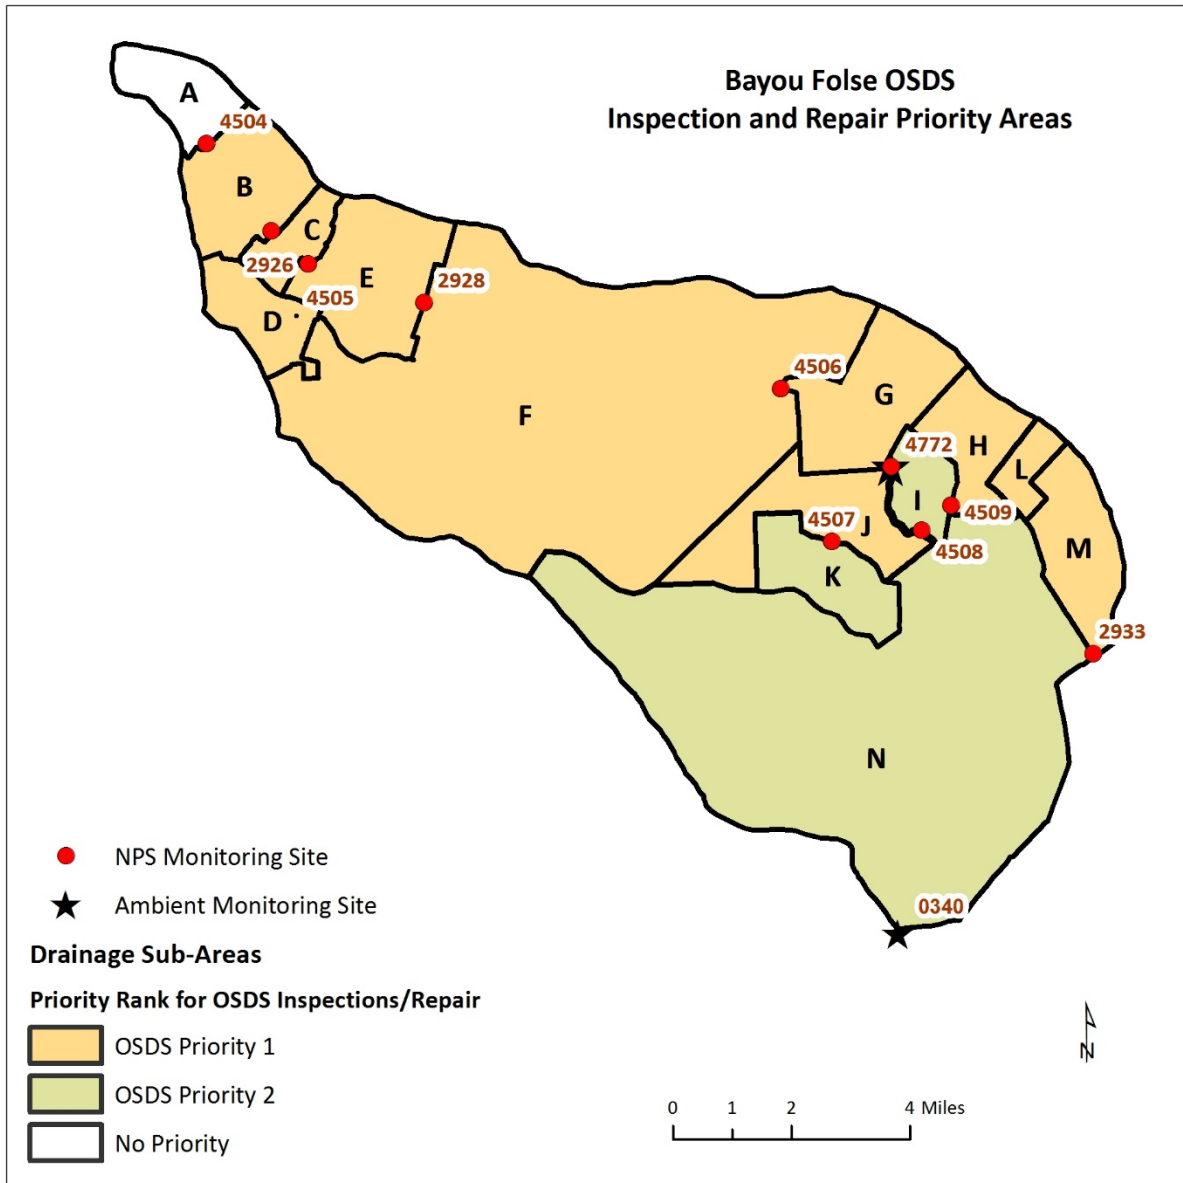 Bayou Folse OSDS
Inspection and Repair Priority Areas
A
4504
B
C
2926
E
2928
4505
D
4506
G
F
4772
H
L
I
4509
4507
J
4508
M
K
2933
N
0340
NPS Monitoring Site
Ambient Monitoring Site
Drainage Sub-Areas
Priority Rank for OSDS Inspections/Repair
OSDS Priority 1
OSDS Priority 2
No Priority
0 1 2 4 Miles
N